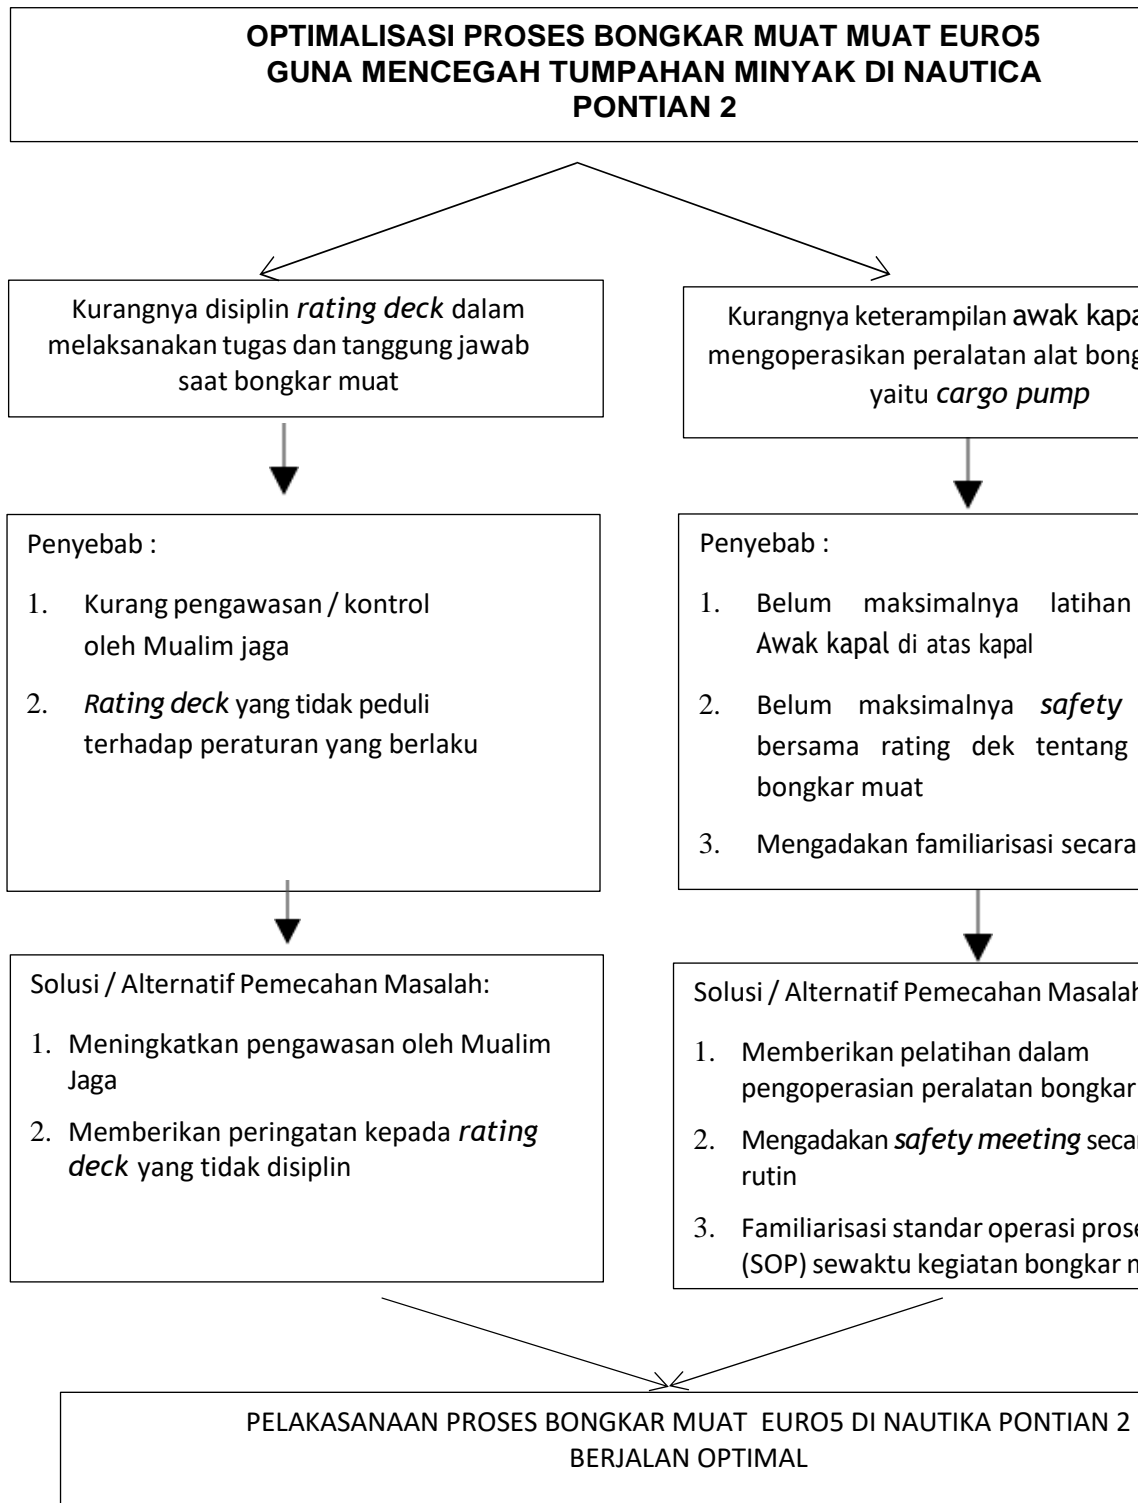 OPTIMALISASI PROSES BONGKAR MUAT MUAT EURO5
GUNA MENCEGAH TUMPAHAN MINYAK DI NAUTICA
PONTIAN 2
Kurangnya disiplin rating deck dalam
melaksanakan tugas dan tanggung jawab
saat bongkar muat
Kurangnya keterampilan awak
mengoperasikan peralatan alat
yaitu cargo pump
Penyebab :
1. Kurang pengawasan / kontrol
oleh Mualim jaga
2. Rating deck yang tidak peduli
terhadap peraturan yang berlaku
Penyebab :
1. Belum maksimalnya latihan
Awak kapal di atas kapal
2. Belum maksimalnya safety
bersama rating dek tentang
bongkar muat
3. Mengadakan familiarisasi secara
Solusi / Alternatif Pemecahan Masalah:
1. Meningkatkan pengawasan oleh Mualim
Jaga
2. Memberikan peringatan kepada rating
deck yang tidak disiplin
Solusi / Alternatif Pemecahan
1. Memberikan pelatihan dalam
pengoperasian peralatan bongkar
2. Mengadakan safety meeting
rutin
3. Familiarisasi standar operasi
(SOP) sewaktu kegiatan bongkar
PELAKASANAAN PROSES BONGKAR MUAT EURO5 DI NAUTIKA PONTIAN 2
BERJALAN OPTIMAL